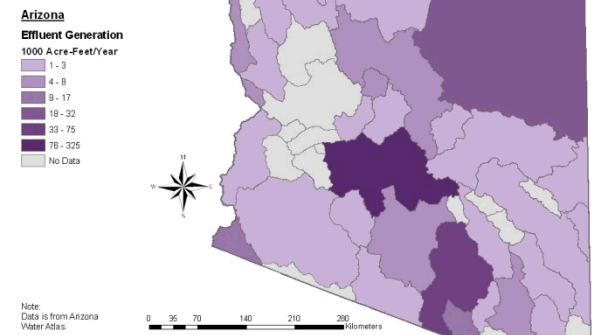 Arizona
Effluent Generation
1000 Acre-Feet/Year
1 - 3
4 - 8
9 - 17
18 - 32
33 - 75
76 - 325
No Data
N
W E
S
Note:
Data is from Arizona
Water Atlas.
0 35 70 140 210 280
Kilometers